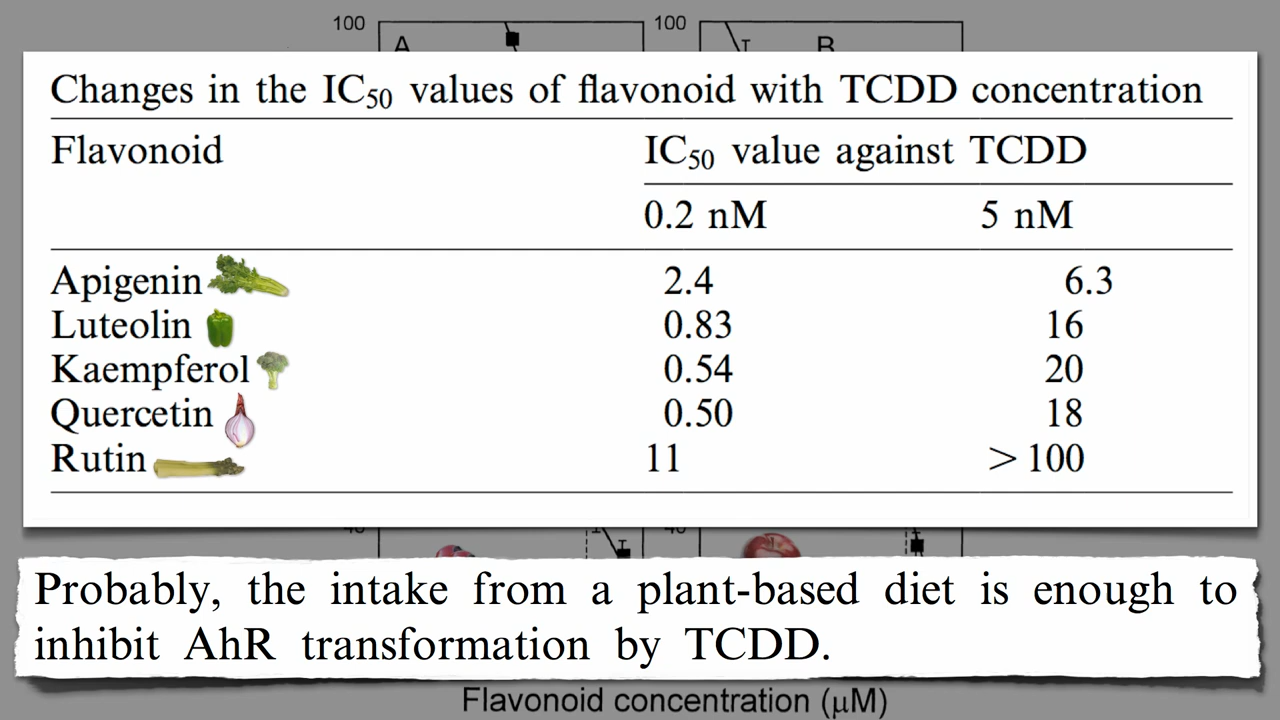 100 100
A B
Changes in the IC50 values of flavonoid with TCDD concentration
Flavonoid IC50 value against TCDD
0.2 nM 5 nM
Apigenin 2.4 6.3
Luteolin 0.83 16
Kaempferol 0.54 20
Quercetin 0.50 18
Rutin 11 > 100
40 40
Probably, the intake from a plant-based diet is enough to
inhibit AhR transformation by TCDD.
Flavonoid concentration (μM)